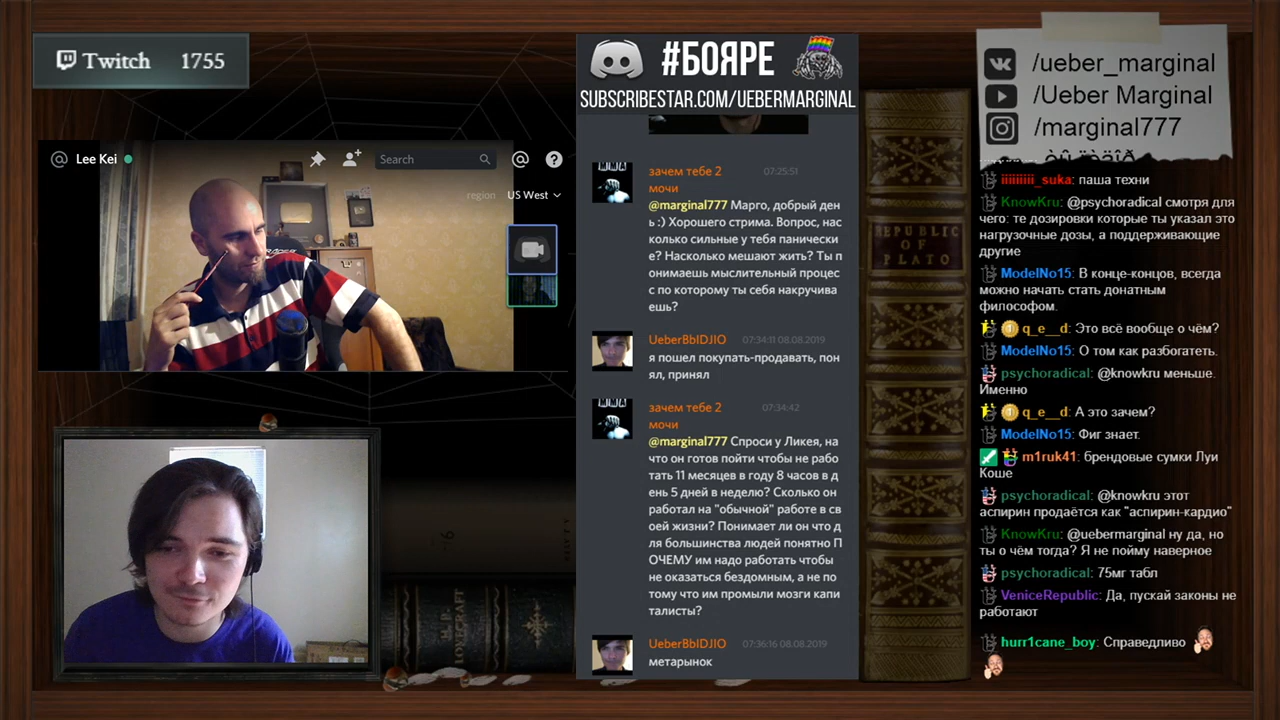 Twitch 1755
Lee Kei
Search
region US West
#БОЯРЕ
SUBSCRIBESTAR.COM/UEBERMARGINAL
зачем тебе 2 07:25:51
мочи
@marginal777 Марго, добрый ден
ь :) Хорошего стрима. Вопрос, нас
колько сильные у тебя панически
е? Насколько мешают жить? Ты п
онимаешь мыслительный процес
с по которому ты себя накручива
ешь?
UeberBbIDJIO 07:34:11 08.08.2019
я пошел покупать-продавать, пон
ял, принял
зачем тебе 2 07:34:42
мочи
@marginal777 Спроси у Ликея, на
что он готов пойти чтобы не рабо
тать 11 месяцев в году 8 часов в д
ень 5 дней в неделю? Сколько он
работал на "обычной" работе в св
оей жизни? Понимает ли он что д
ля большинства людей понятно П
ОЧЕМУ им надо работать чтобы
не оказаться бездомным, а не по
тому что им промыли мозги капи
талисты?
UeberBbIDJIO 07:36:16 08.08.2019
метарынок
REPUBLIC
OF
PLATO
H.P.
LOVECRAFT
/ueber_marginal
/Ueber Marginal
/marginal777
iiiiiiiii_suka: паша техни
KnowKru: @psychoradical смотря для
чего: те дозировки которые ты указал это
нагрузочные дозы, а поддерживающие
другие
ModelNo15: В конце-концов, всегда
можно начать стать донатным
философом.
q_e__d: Это всё вообще о чём?
ModelNo15: О том как разбогатеть.
psychoradical: @knowkru меньше.
Именно
q_e__d: А это зачем?
ModelNo15: Фиг знает.
m1ruk41: брендовые сумки Луи
Коше
psychoradical: @knowkru этот
аспирин продаётся как "аспирин-кардио"
KnowKru: @uebermarginal ну да, но
ты о чём тогда? Я не пойму наверное
psychoradical: 75мг табл
VeniceRepublic: Да, пускай законы не
работают
hurr1cane_boy: Справедливо